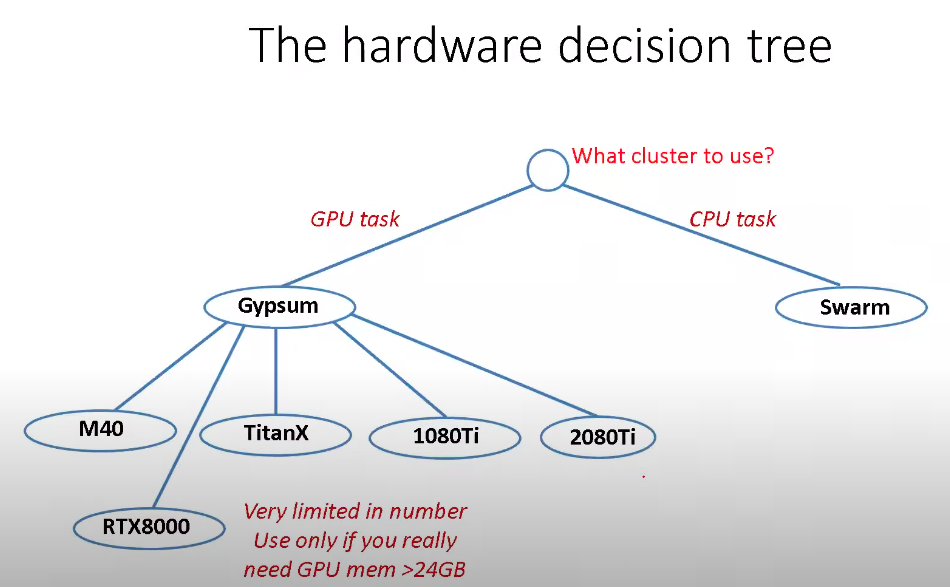 The hardware decision tree
What cluster to use?
GPU task
CPU task
Gypsum
Swarm
M40
TitanX
1080Ti
2080Ti
RTX8000
Very limited in number
Use only if you really
need GPU mem >24GB